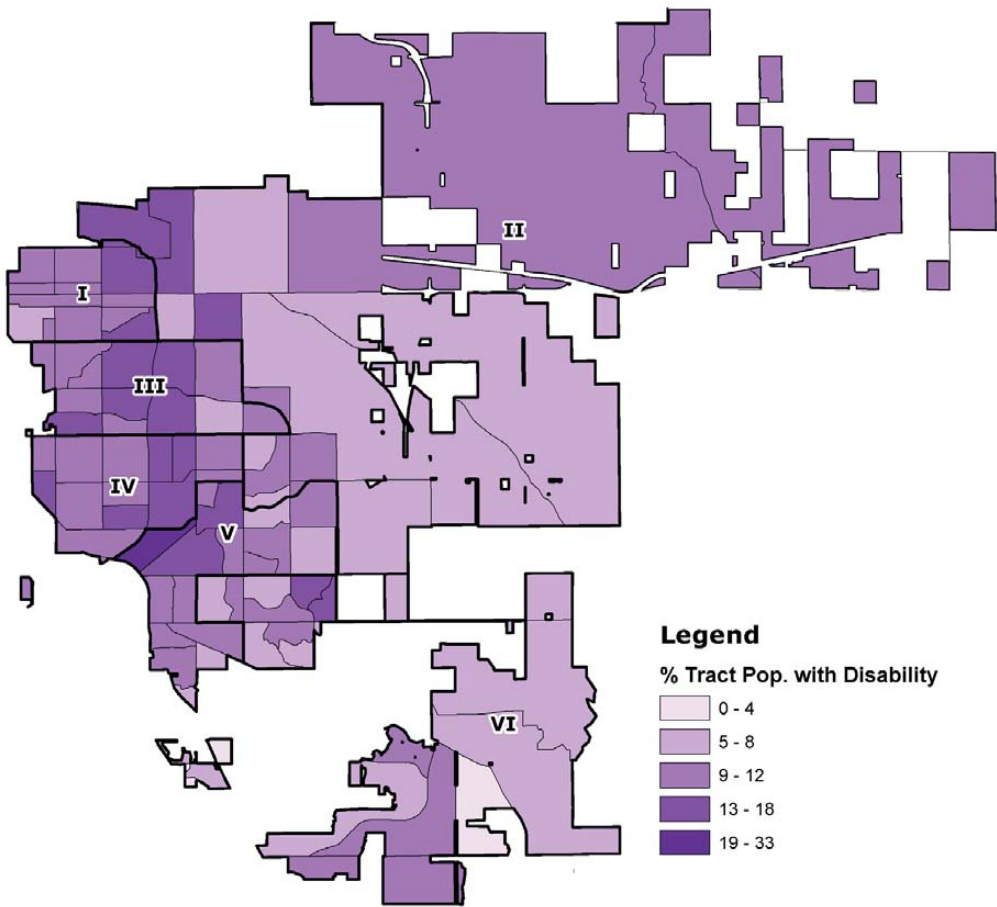 II
I
III
IV
V
VI
Legend
% Tract Pop. with Disability
0 - 4
5 - 8
9 - 12
13 - 18
19 - 33